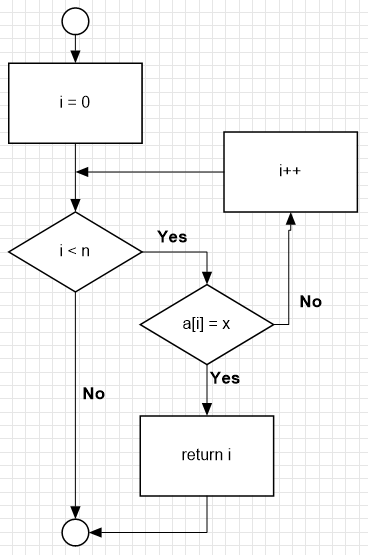 i = 0
i++
i < n
Yes
a[i] = x
No
Yes
No
return i